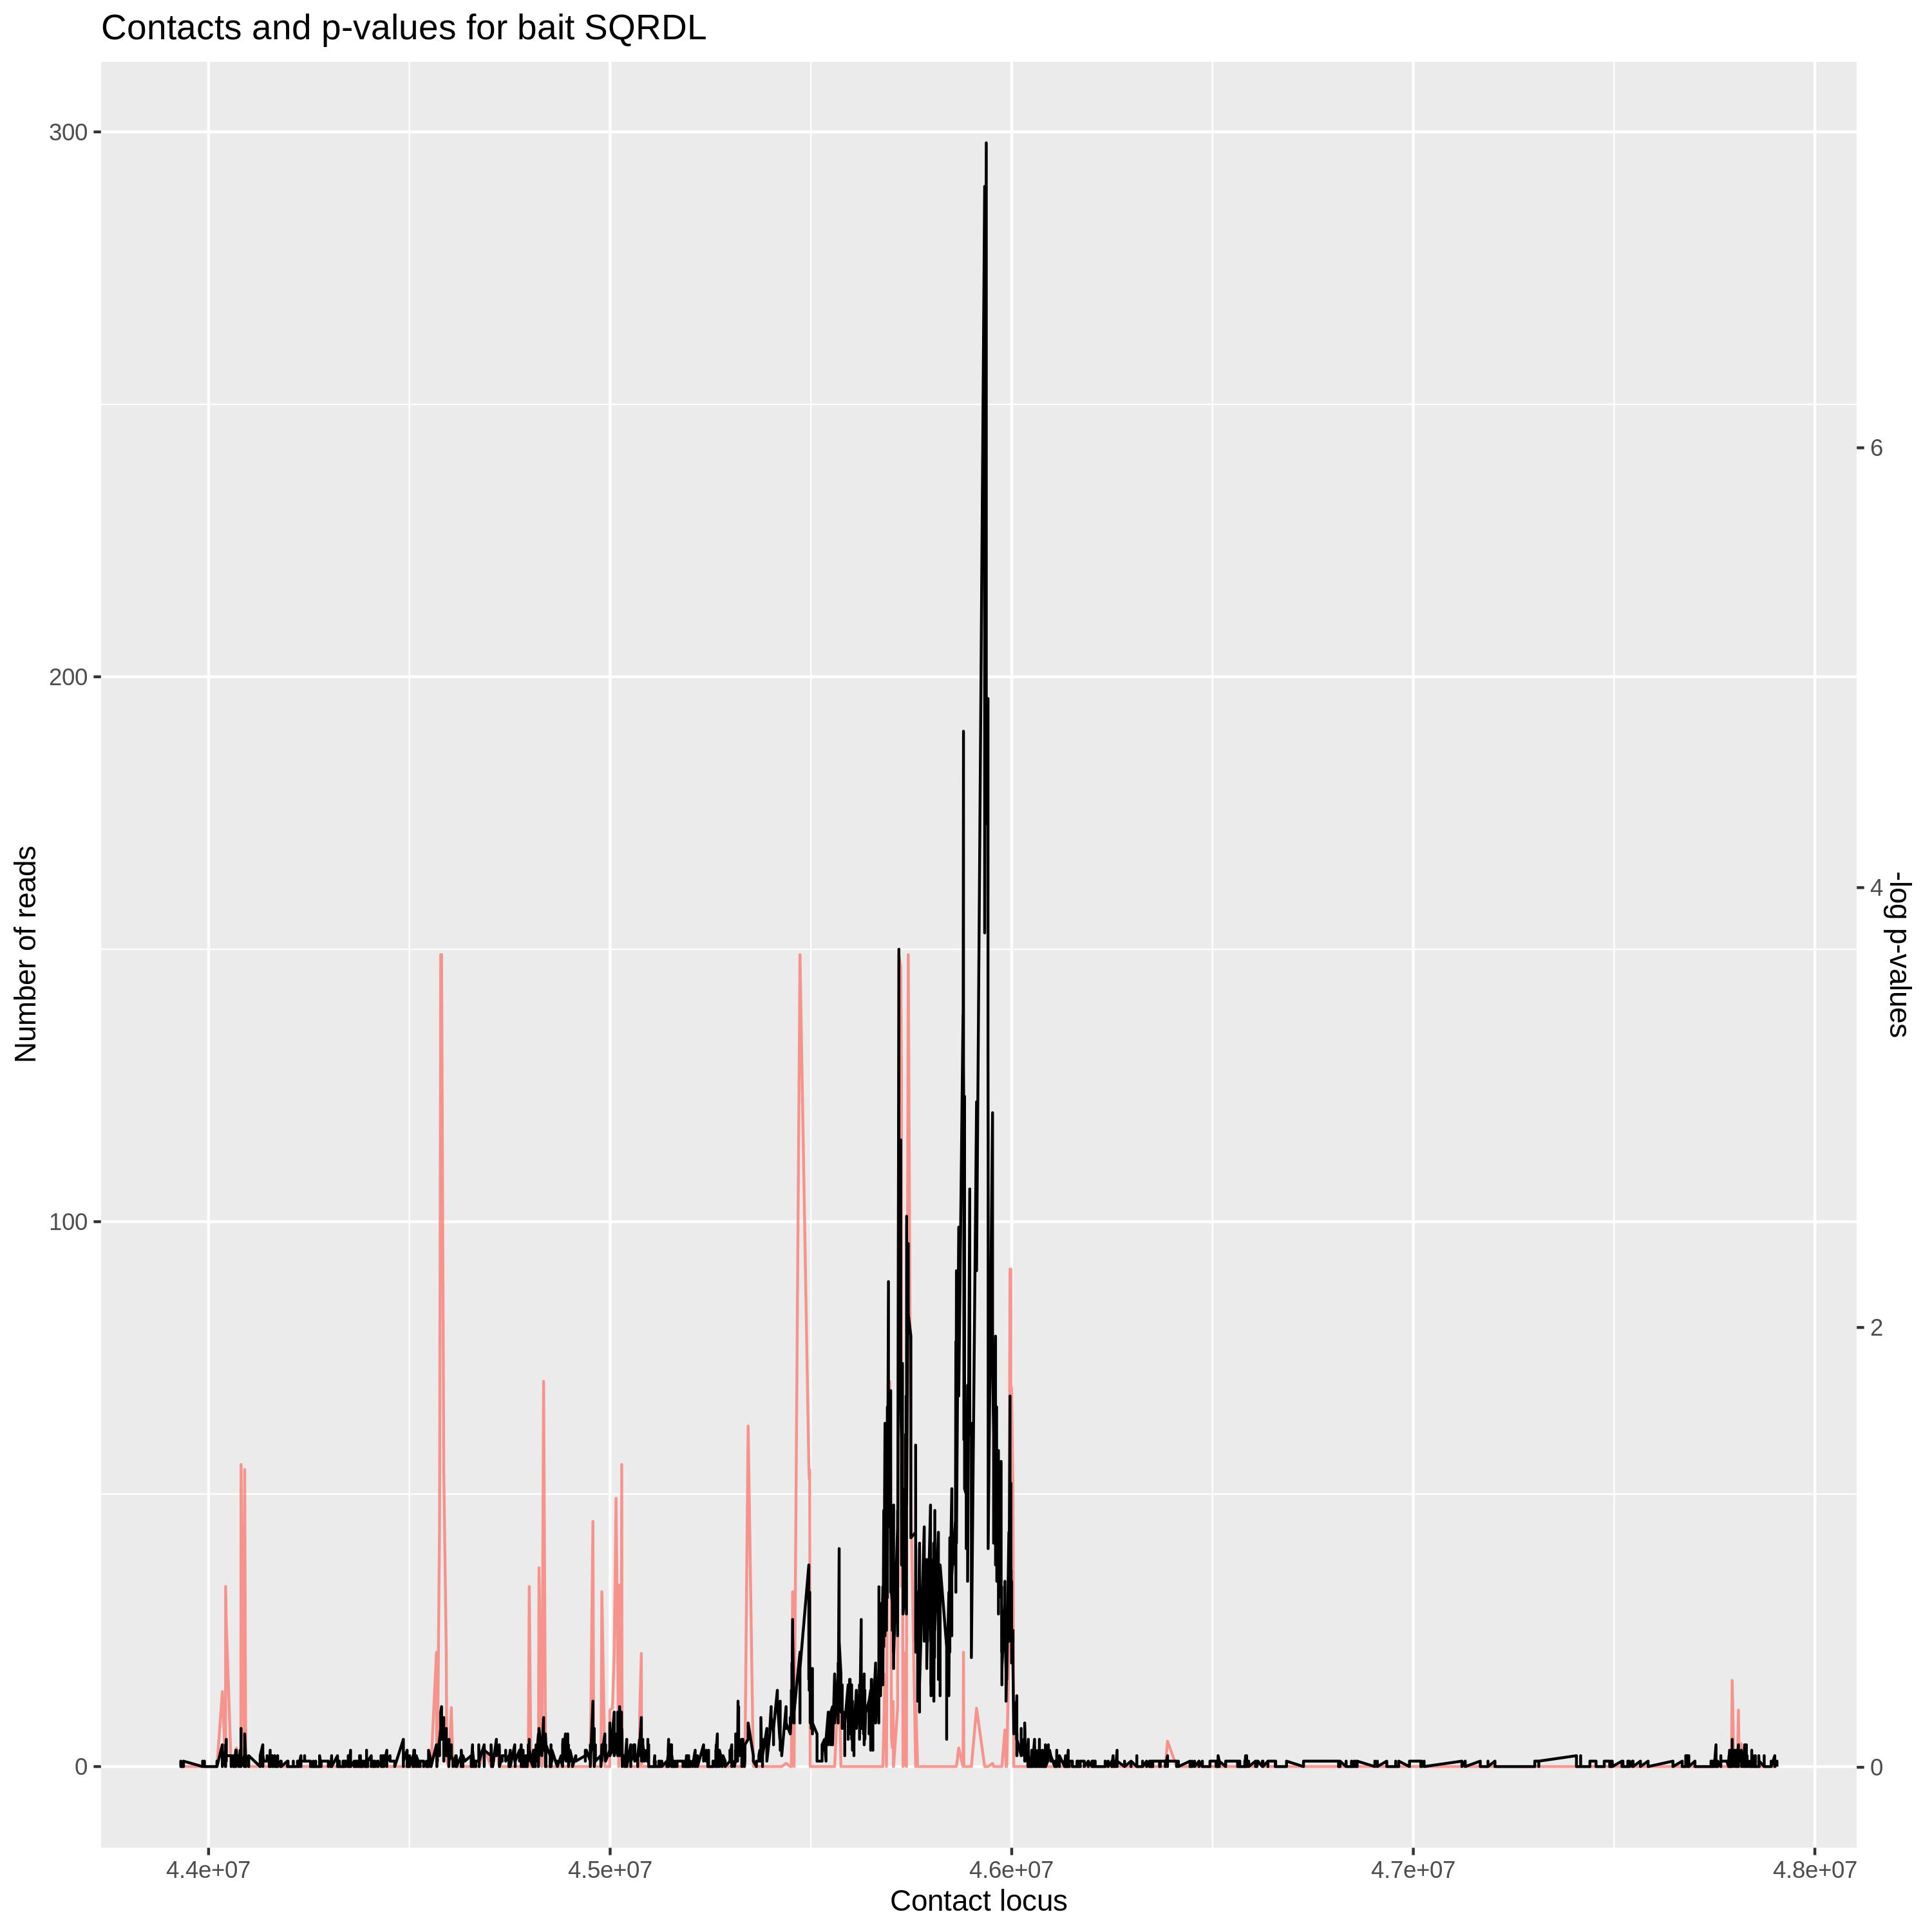 Contacts and p-values for bait SQRDL
300
200
100
0
Number of reads
6
4
2
0
-log p-values
4.4e+07
4.5e+07
4.6e+07
4.7e+07
4.8e+07
Contact locus